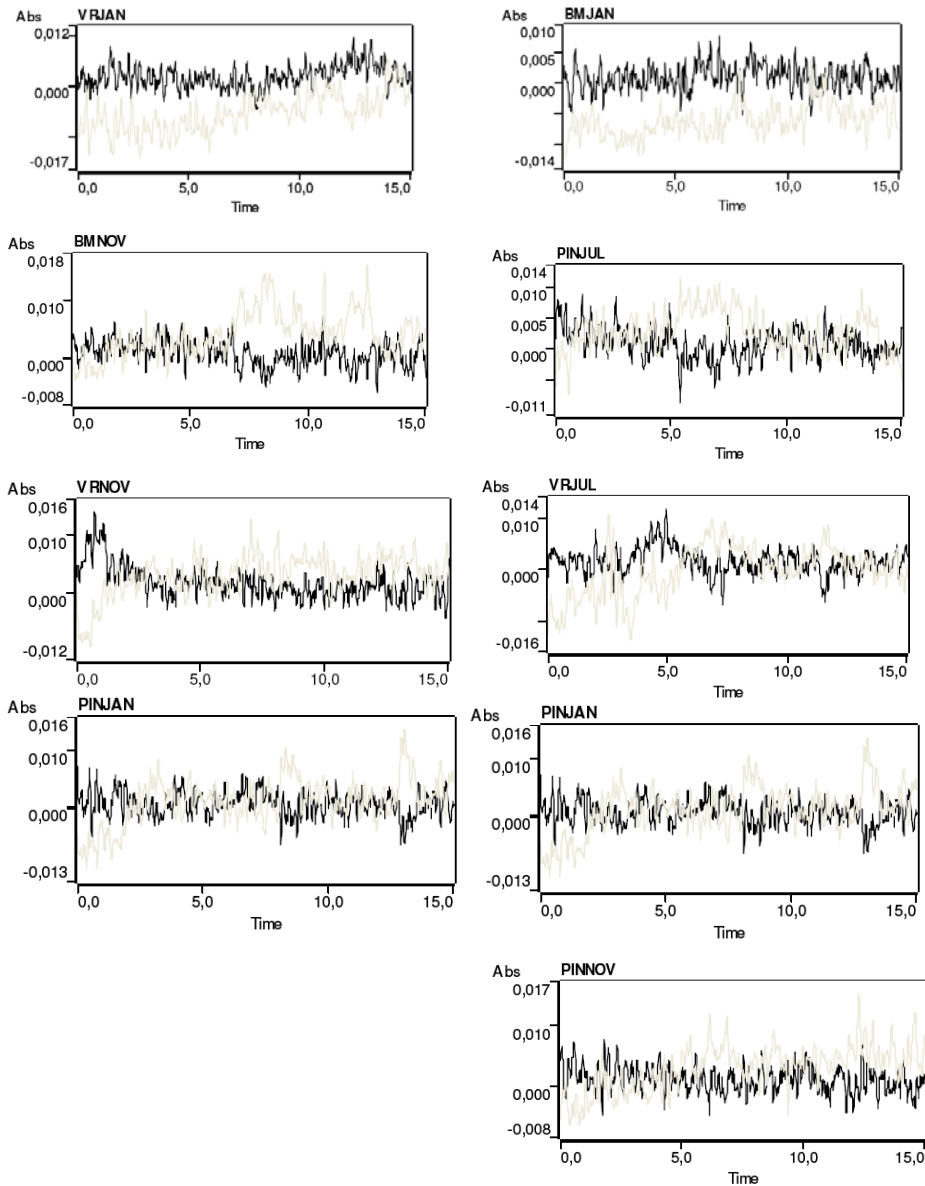 Abs VRJAN
0,012
0,000
-0,017
0,0 5,0 10,0 15,0
Time
Abs BMJAN
0,010
0,005
0,000
-0,014
0,0 5,0 10,0 15,0
Time
Abs BMNOV
0,018
0,010
0,000
-0,008
0,0 5,0 10,0 15,0
Time
Abs PINJUL
0,014
0,010
0,005
0,000
-0,011
0,0 5,0 10,0 15,0
Time
Abs VRNOV
0,016
0,010
0,000
-0,012
0,0 5,0 10,0 15,0
Time
Abs VRJUL
0,014
0,010
0,000
-0,016
0,0 5,0 10,0 15,0
Time
Abs PINJAN
0,016
0,010
0,000
-0,013
0,0 5,0 10,0 15,0
Time
Abs PINJAN
0,016
0,010
0,000
-0,013
0,0 5,0 10,0 15,0
Time
Abs PINNOV
0,017
0,010
0,000
-0,008
0,0 5,0 10,0 15,0
Time